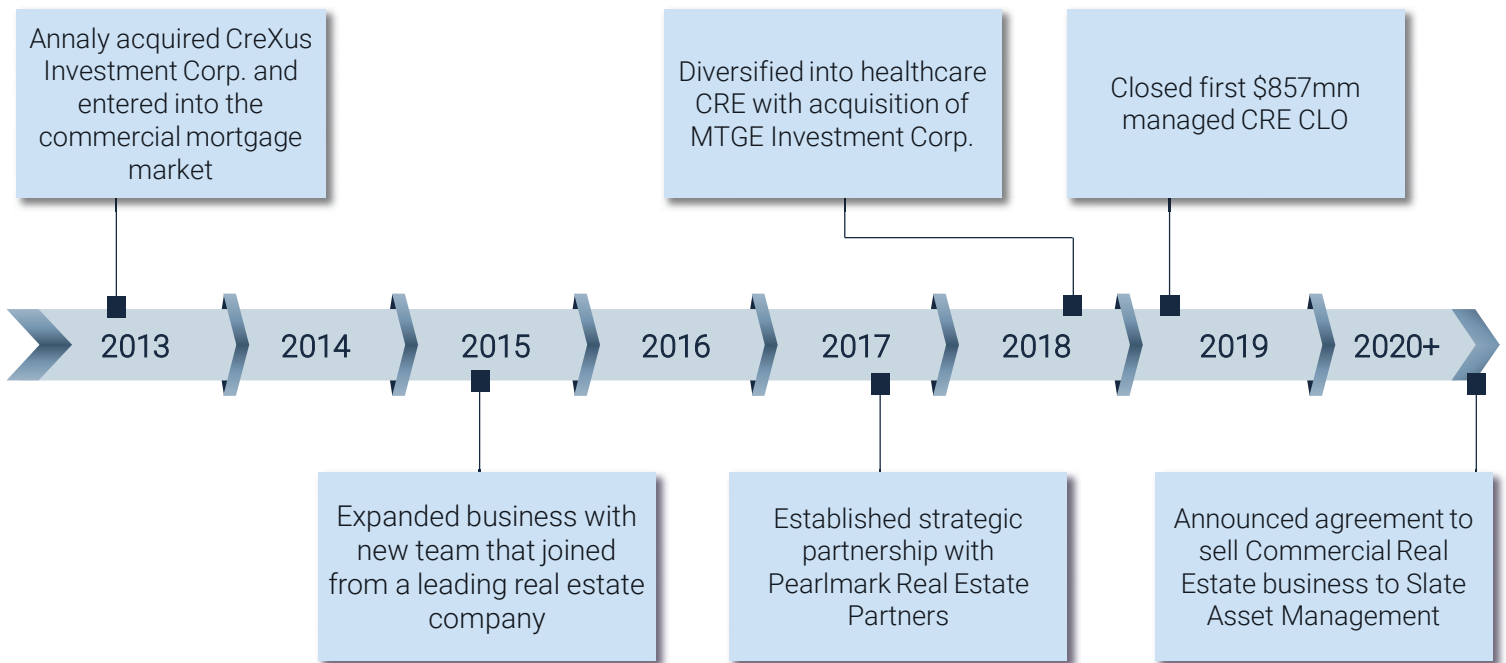 Annaly acquired CreXus
Investment Corp. and
entered into the
commercial mortgage
market
Diversified into healthcare
CRE with acquisition of
MTGE Investment Corp.
Closed first $857mm
managed CRE CLO
2013
2014
2015
2016
2017
2018
2019
2020+
Expanded business with
new team that joined
from a leading real estate
company
Established strategic
partnership with
Pearlmark Real Estate
Partners
Announced agreement to
sell Commercial Real
Estate business to Slate
Asset Management